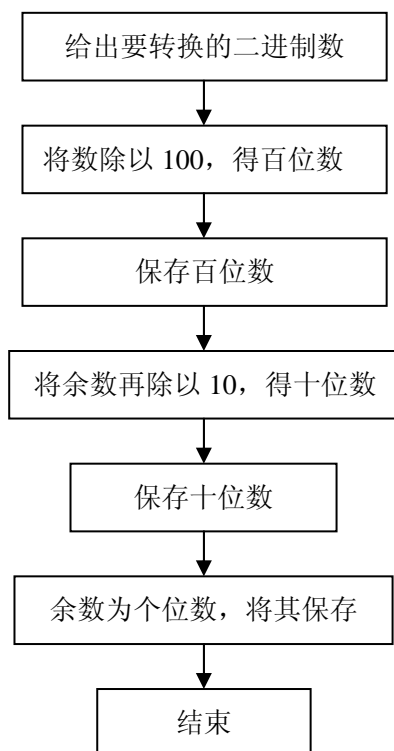 给出要转换的二进制数
将数除以 100，得百位数
保存百位数
将余数再除以 10，得十位数
保存十位数
余数为个位数，将其保存
结束